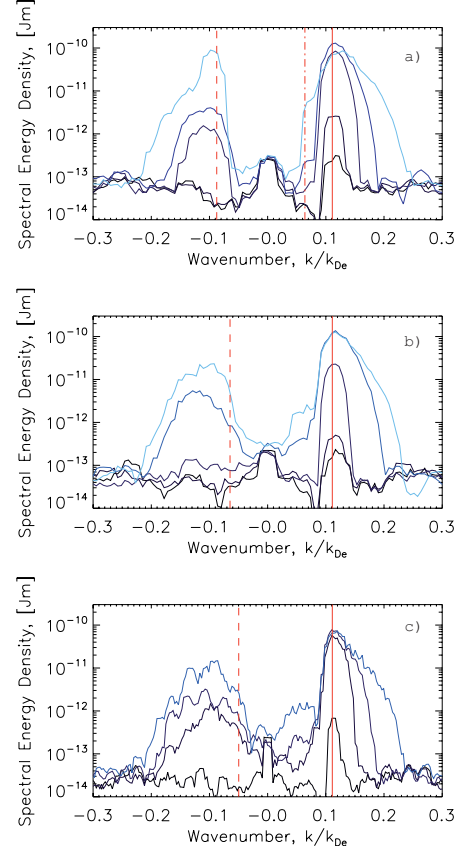 Spectral Energy Density, [Jm]
10⁻¹⁰
10⁻¹¹
10⁻¹²
10⁻¹³
10⁻¹⁴
a)
−0.3 −0.2 −0.1 −0.0 0.1 0.2 0.3
Wavenumber, k/k_De
Spectral Energy Density, [Jm]
10⁻¹⁰
10⁻¹¹
10⁻¹²
10⁻¹³
10⁻¹⁴
b)
−0.3 −0.2 −0.1 −0.0 0.1 0.2 0.3
Wavenumber, k/k_De
Spectral Energy Density, [Jm]
10⁻¹⁰
10⁻¹¹
10⁻¹²
10⁻¹³
10⁻¹⁴
c)
−0.3 −0.2 −0.1 −0.0 0.1 0.2 0.3
Wavenumber, k/k_De